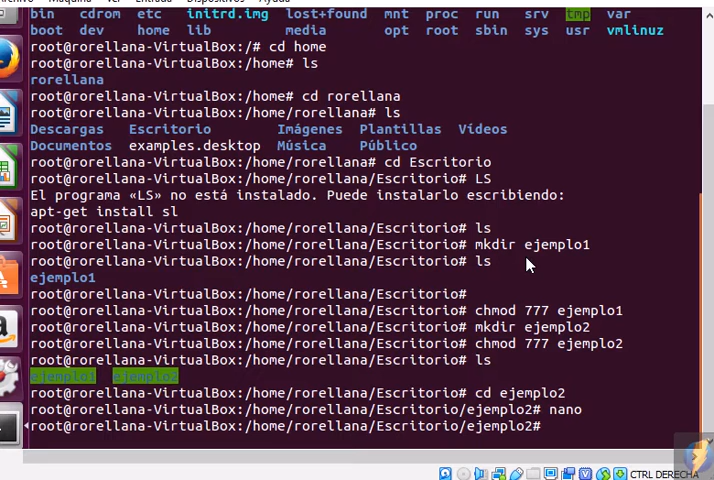 bin cdrom etc initrd.img lost+found mnt proc run srv tmp var
boot dev home lib media opt root sbin sys usr vmlinuz
root@rorellana-VirtualBox:/# cd home
root@rorellana-VirtualBox:/home# ls
rorellana
root@rorellana-VirtualBox:/home# cd rorellana
root@rorellana-VirtualBox:/home/rorellana# ls
Descargas Escritorio Imágenes Plantillas Vídeos
Documentos examples.desktop Música Público
root@rorellana-VirtualBox:/home/rorellana# cd Escritorio
root@rorellana-VirtualBox:/home/rorellana/Escritorio# LS
El programa «LS» no está instalado. Puede instalarlo escribiendo:
apt-get install sl
root@rorellana-VirtualBox:/home/rorellana/Escritorio# ls
root@rorellana-VirtualBox:/home/rorellana/Escritorio# mkdir ejemplo1
root@rorellana-VirtualBox:/home/rorellana/Escritorio# ls
ejemplo1
root@rorellana-VirtualBox:/home/rorellana/Escritorio#
root@rorellana-VirtualBox:/home/rorellana/Escritorio# chmod 777 ejemplo1
root@rorellana-VirtualBox:/home/rorellana/Escritorio# mkdir ejemplo2
root@rorellana-VirtualBox:/home/rorellana/Escritorio# chmod 777 ejemplo2
root@rorellana-VirtualBox:/home/rorellana/Escritorio# ls
ejemplo1 ejemplo2
root@rorellana-VirtualBox:/home/rorellana/Escritorio# cd ejemplo2
root@rorellana-VirtualBox:/home/rorellana/Escritorio/ejemplo2# nano
root@rorellana-VirtualBox:/home/rorellana/Escritorio/ejemplo2#
CTRL DERECHA